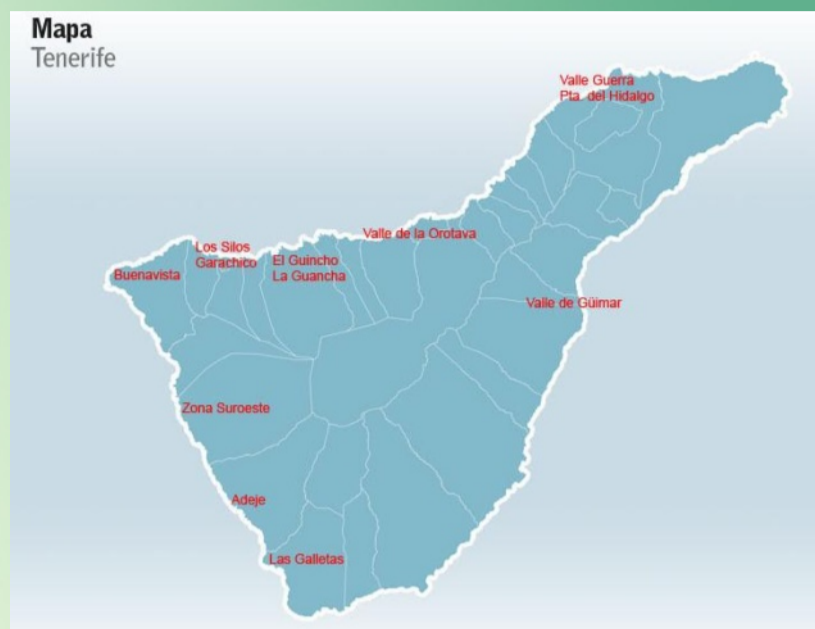 Mapa
Tenerife
Valle Guerra
Pta. del Hidalgo
Valle de la Orotava
Los Silos
Garachico
El Guincho
La Guancha
Buenavista
Valle de Güimar
Zona Suroeste
Adeje
Las Galletas